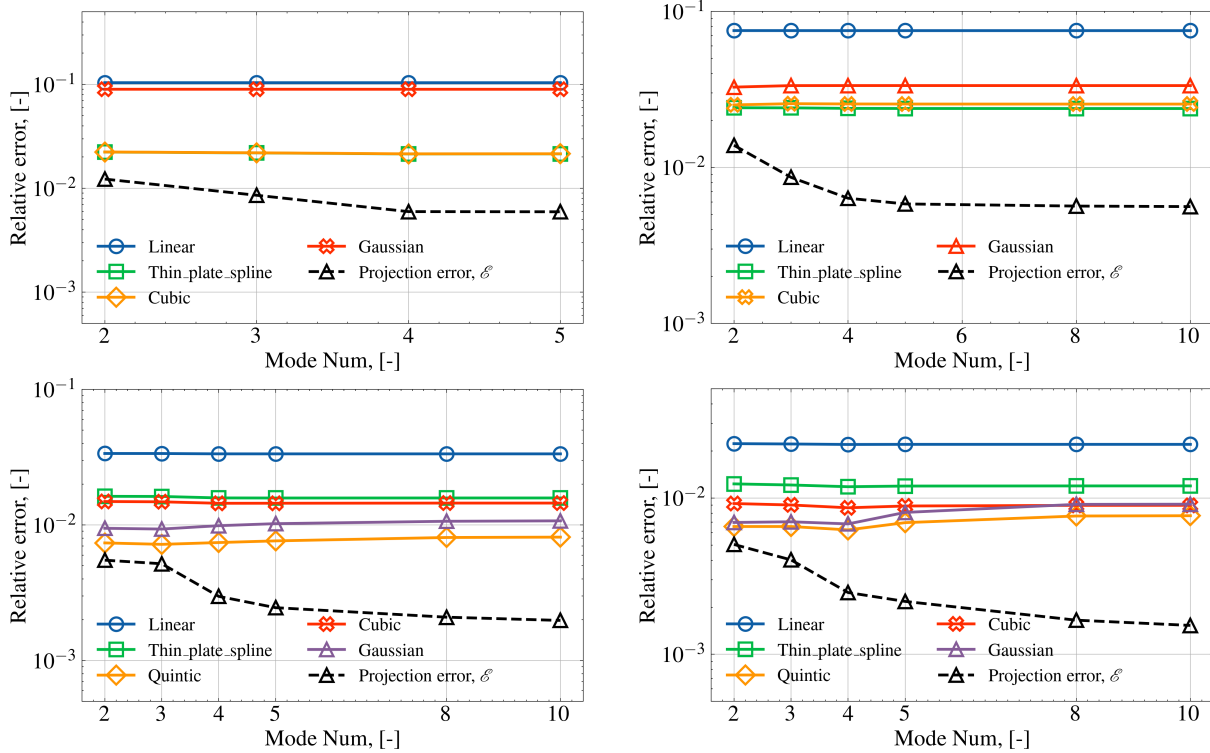 Relative error, [-]
10⁻¹
10⁻²
10⁻³
Linear
Thin_plate_spline
Cubic
Gaussian
Projection error, ℰ
2 3 4 5
Mode Num, [-]
Relative error, [-]
10⁻¹
10⁻²
10⁻³
Linear
Thin_plate_spline
Cubic
Gaussian
Projection error, ℰ
2 3 4 5 6 8 10
Mode Num, [-]
Relative error, [-]
10⁻¹
10⁻²
10⁻³
Linear
Thin_plate_spline
Quintic
Cubic
Gaussian
Projection error, ℰ
2 3 4 5 8 10
Mode Num, [-]
Relative error, [-]
10⁻²
10⁻³
Linear
Thin_plate_spline
Quintic
Cubic
Gaussian
Projection error, ℰ
2 3 4 5 8 10
Mode Num, [-]